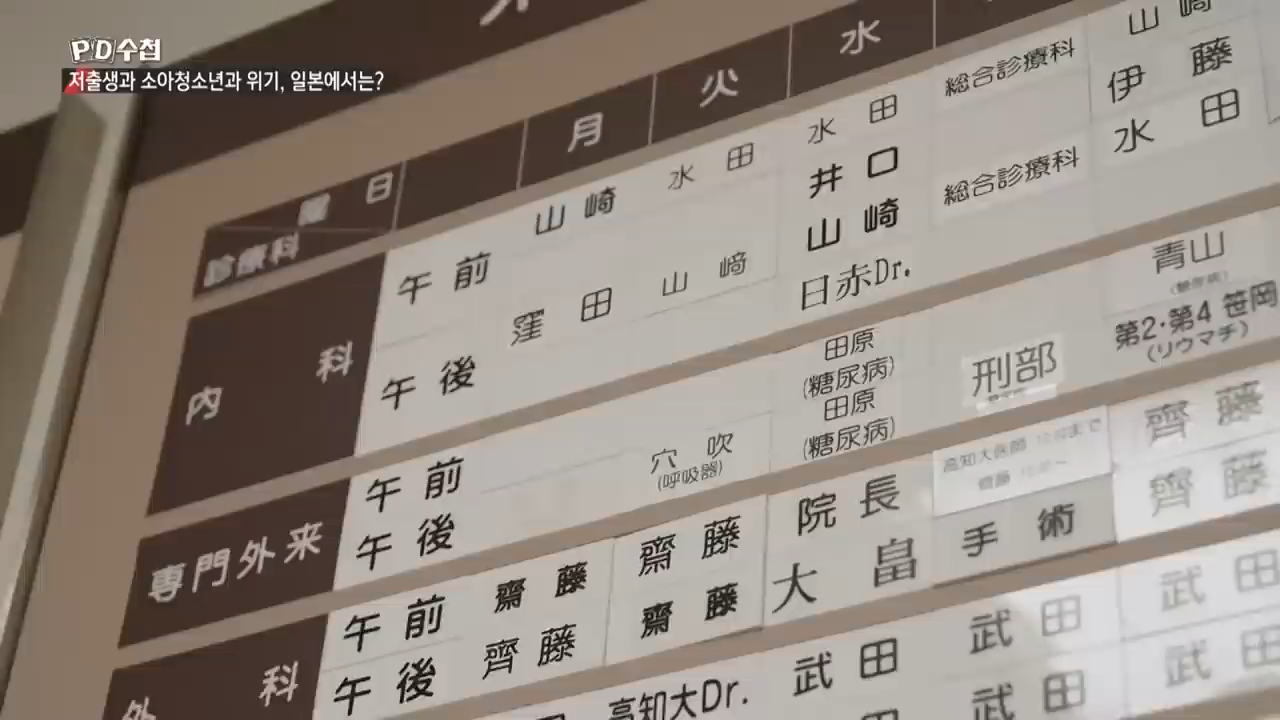 PD수첩
저출생과 소아청소년과 위기, 일본에서는?
月 火 水
曜 日
診療科
内 科
午 前 山 崎 水 田 水 田 総合診療科 山 崎
井 口 伊 藤
午 後 窪 田 山 﨑 山 崎 総合診療科 水 田
日赤Dr.
専門外来
午 前 田原 刑部 青山
(糖尿病)
第2・第4 笹岡
(リウマチ)
午 後 穴 吹 田原
(呼吸器) (糖尿病)
外 科
午 前 齋 藤 齋 藤 院 長 高知大医師 齊 藤
午 後 齊 藤 齋 藤 大 畠 手 術 齊 藤
高知大Dr. 武 田 武 田 武 田
武 田 武 田